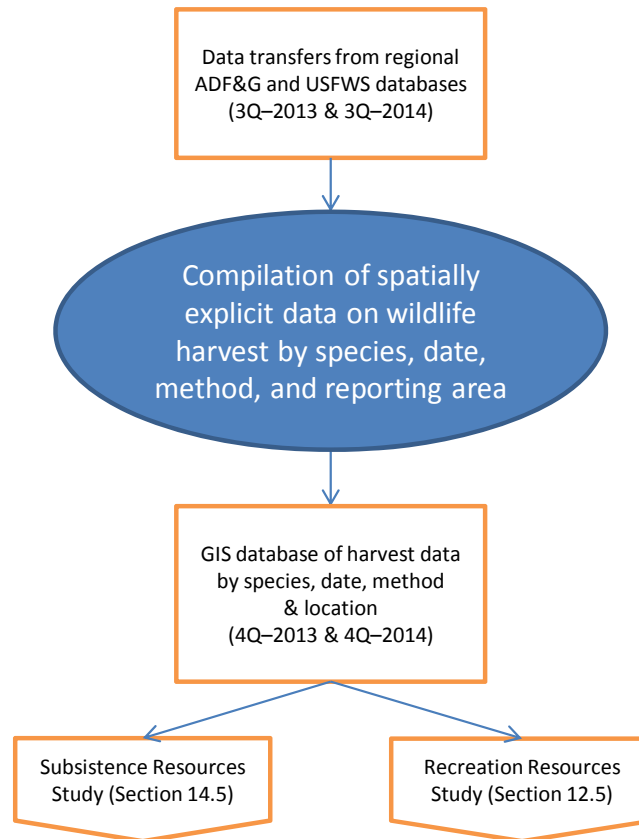 Data transfers from regional
ADF&G and USFWS databases
(3Q–2013 & 3Q–2014)
Compilation of spatially
explicit data on wildlife
harvest by species, date,
method, and reporting area
GIS database of harvest data
by species, date, method
& location
(4Q–2013 & 4Q–2014)
Subsistence Resources
Study (Section 14.5)
Recreation Resources
Study (Section 12.5)